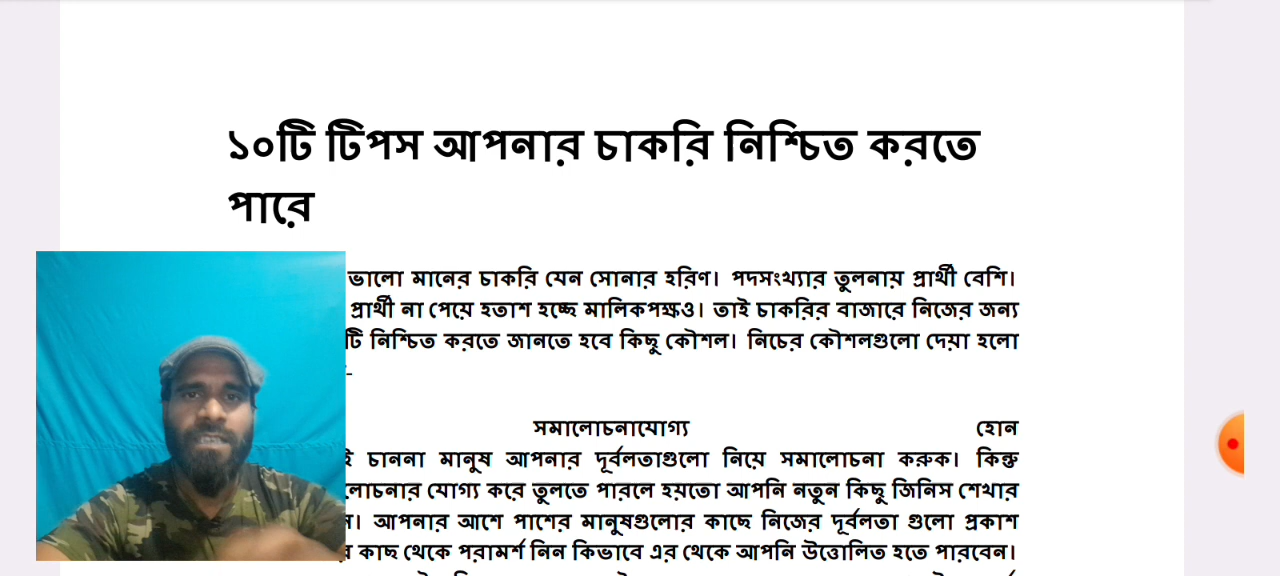 ১০টি টিপস আপনার চাকরি নিশ্চিত করতে
পারে
ভালো মানের চাকরি যেন সোনার হরিণ। পদসংখ্যার তুলনায় প্রার্থী বেশি।
প্রার্থী না পেয়ে হতাশ হচ্ছে মালিকপক্ষও। তাই চাকরির বাজারে নিজের জন্য
টি নিশ্চিত করতে জানতে হবে কিছু কৌশল। নিচের কৌশলগুলো দেয়া হলো
সমালোচনাযোগ্য হোন
চাননা মানুষ আপনার দূর্বলতাগুলো নিয়ে সমালোচনা করুক। কিন্তু
লোচনার যোগ্য করে তুলতে পারলে হয়তো আপনি নতুন কিছু জিনিস শেখার
ন। আপনার আশে পাশের মানুষগুলোর কাছে নিজের দূর্বলতা গুলো প্রকাশ
কাছ থেকে পরামর্শ নিন কিভাবে এর থেকে আপনি উত্তোলিত হতে পারবেন।